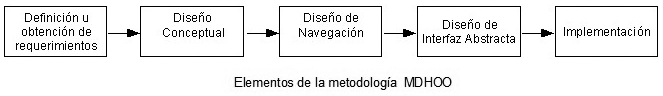 Definición u
obtención de
requerimientos
Diseño
Conceptual
Diseño de
Navegación
Diseño de
Interfaz Abstracta
Implementación
Elementos de la metodología MDHOO